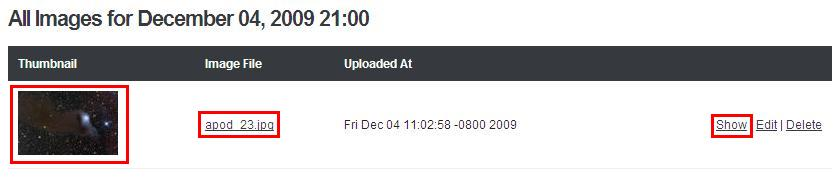 All Images for December 04, 2009 21:00
Thumbnail Image File Uploaded At
apod_23.jpg Fri Dec 04 11:02:58 -0800 2009 Show Edit | Delete